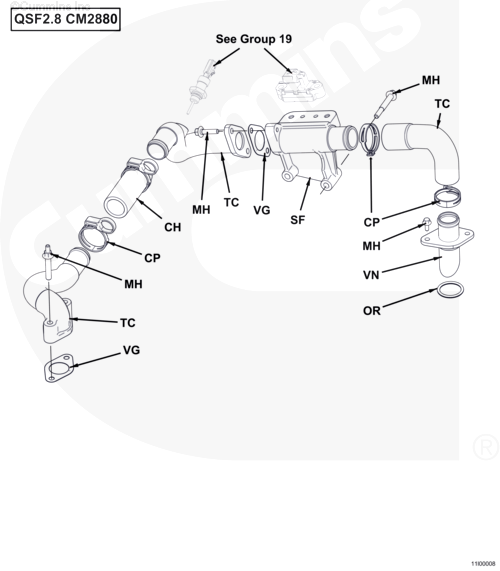 ©Cummins Inc
QSF2.8 CM2880
See Group 19
MH
TC
MH
TC
VG
SF
CH
CP
CP
MH
MH
VN
TC
OR
VG
cummins
®
11I00008